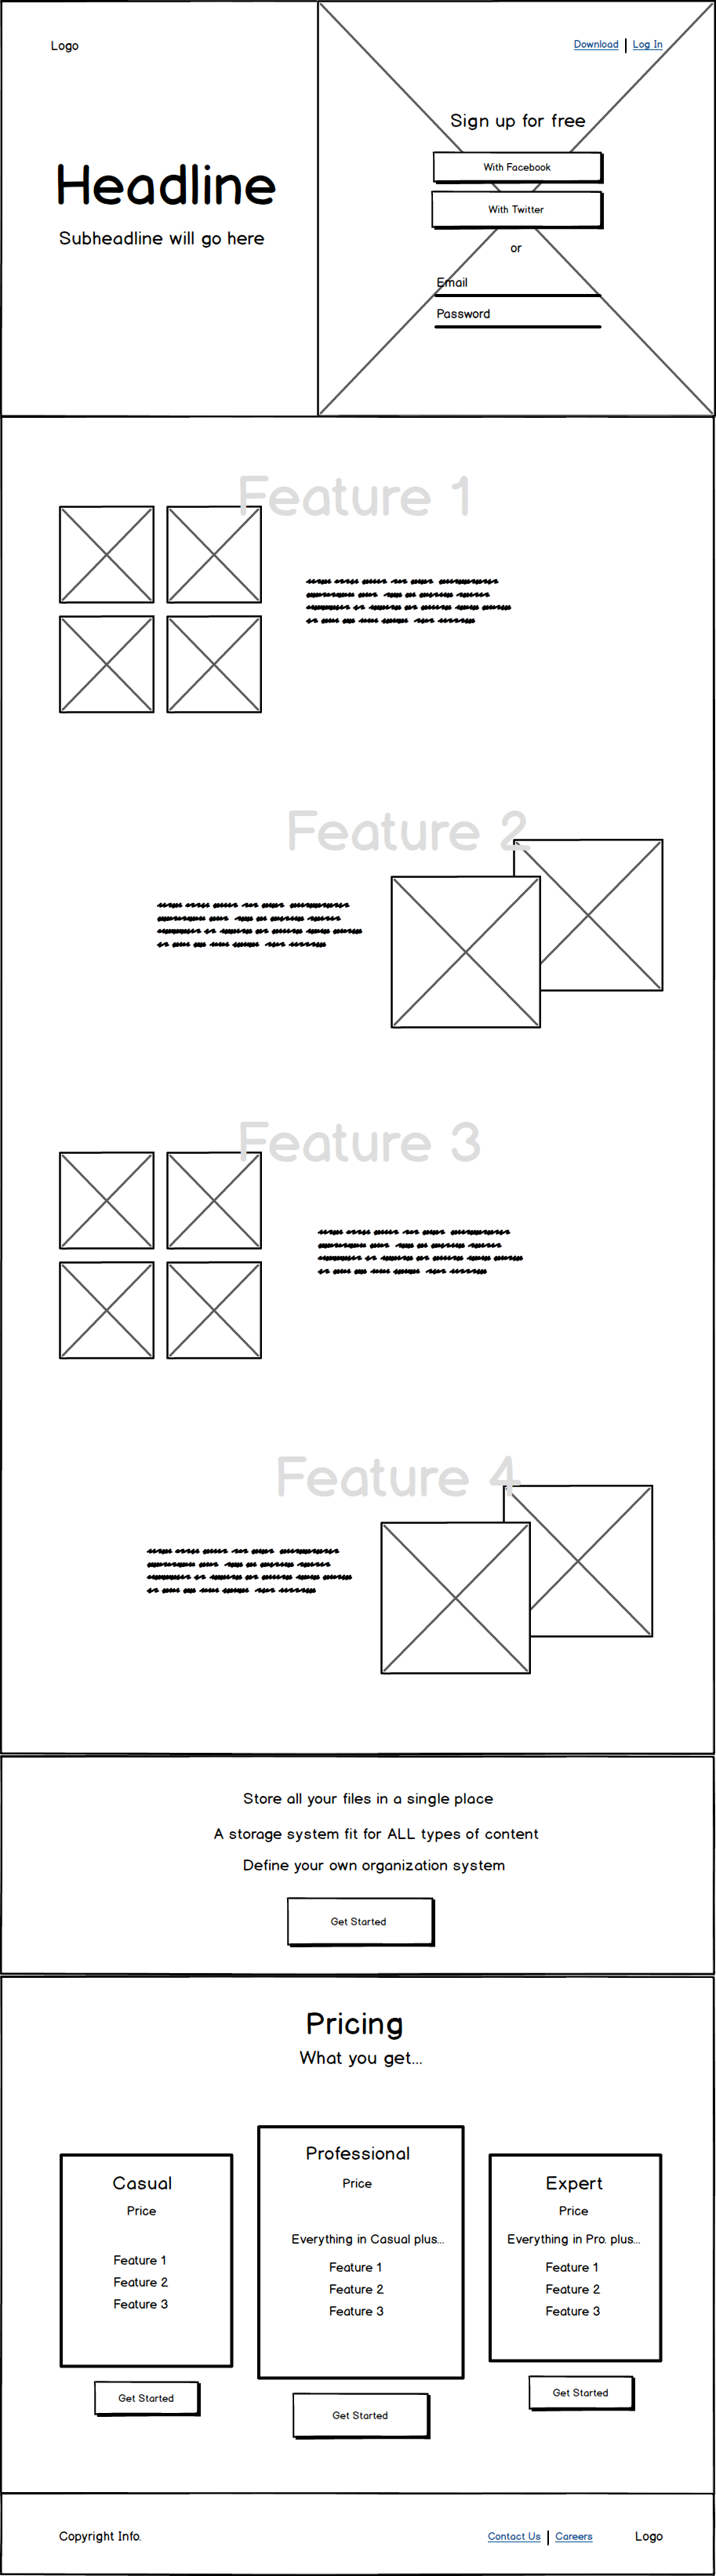 Logo
Download | Log In
Sign up for free
With Facebook
With Twitter
or
Email
Password
Headline
Subheadline will go here
Feature 1
Feature 2
Feature 3
Feature 4
Store all your files in a single place
A storage system fit for ALL types of content
Define your own organization system
Get Started
Pricing
What you get...
Casual
Price
Feature 1
Feature 2
Feature 3
Get Started
Professional
Price
Everything in Casual plus...
Feature 1
Feature 2
Feature 3
Get Started
Expert
Price
Everything in Pro. plus...
Feature 1
Feature 2
Feature 3
Get Started
Copyright Info.
Contact Us | Careers
Logo